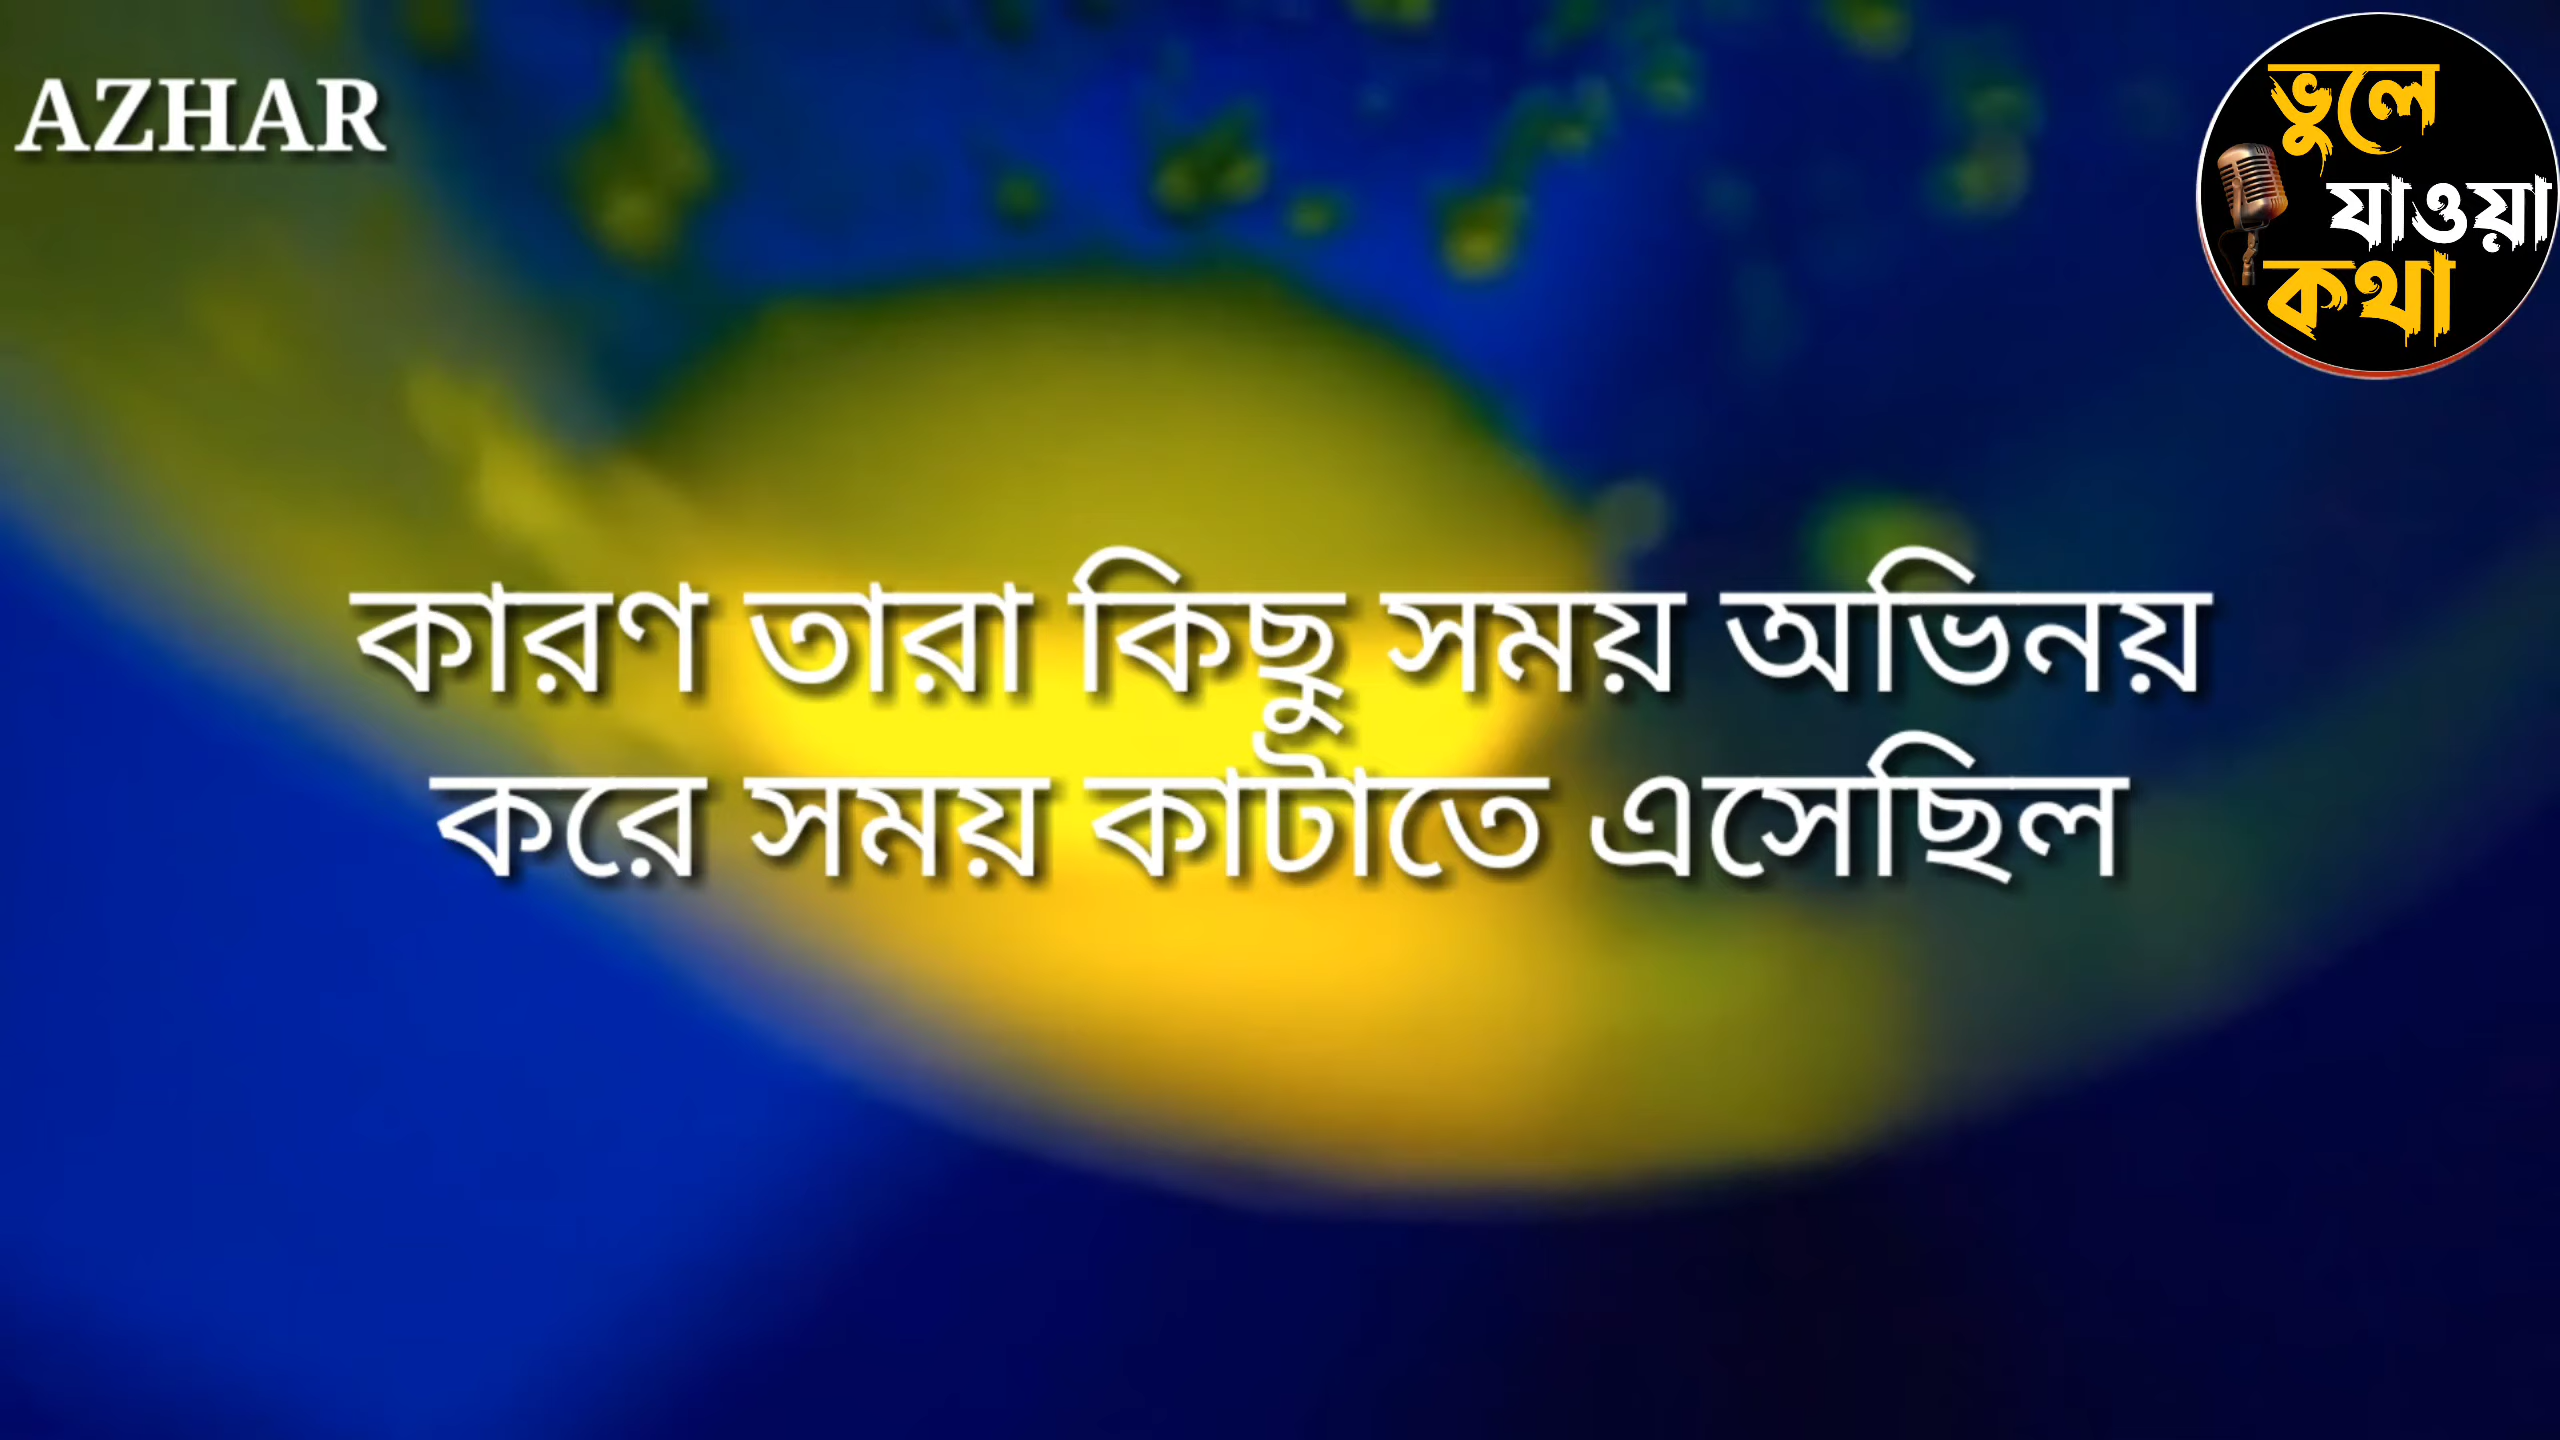 AZHAR
ভুলে
যাওয়া
কথা
কারণ তারা কিছু সময় অভিনয়
করে সময় কাটাতে এসেছিল